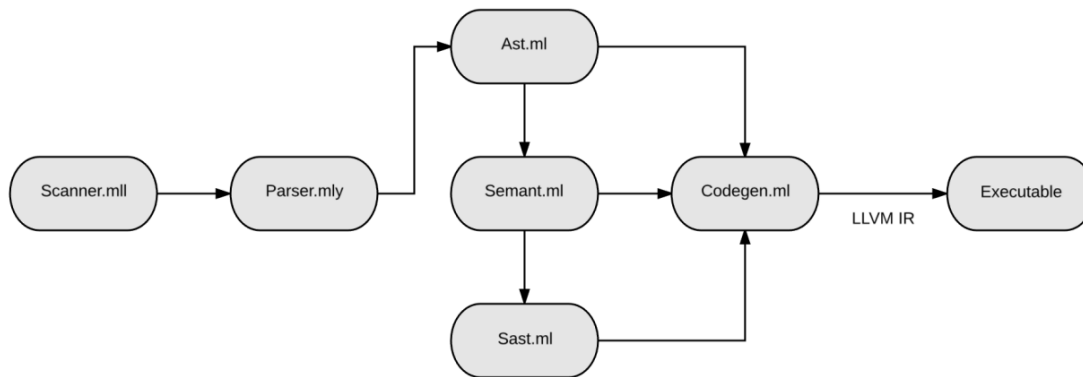 Ast.ml
Scanner.mll
Parser.mly
Semant.ml
Codegen.ml
Executable
LLVM IR
Sast.ml